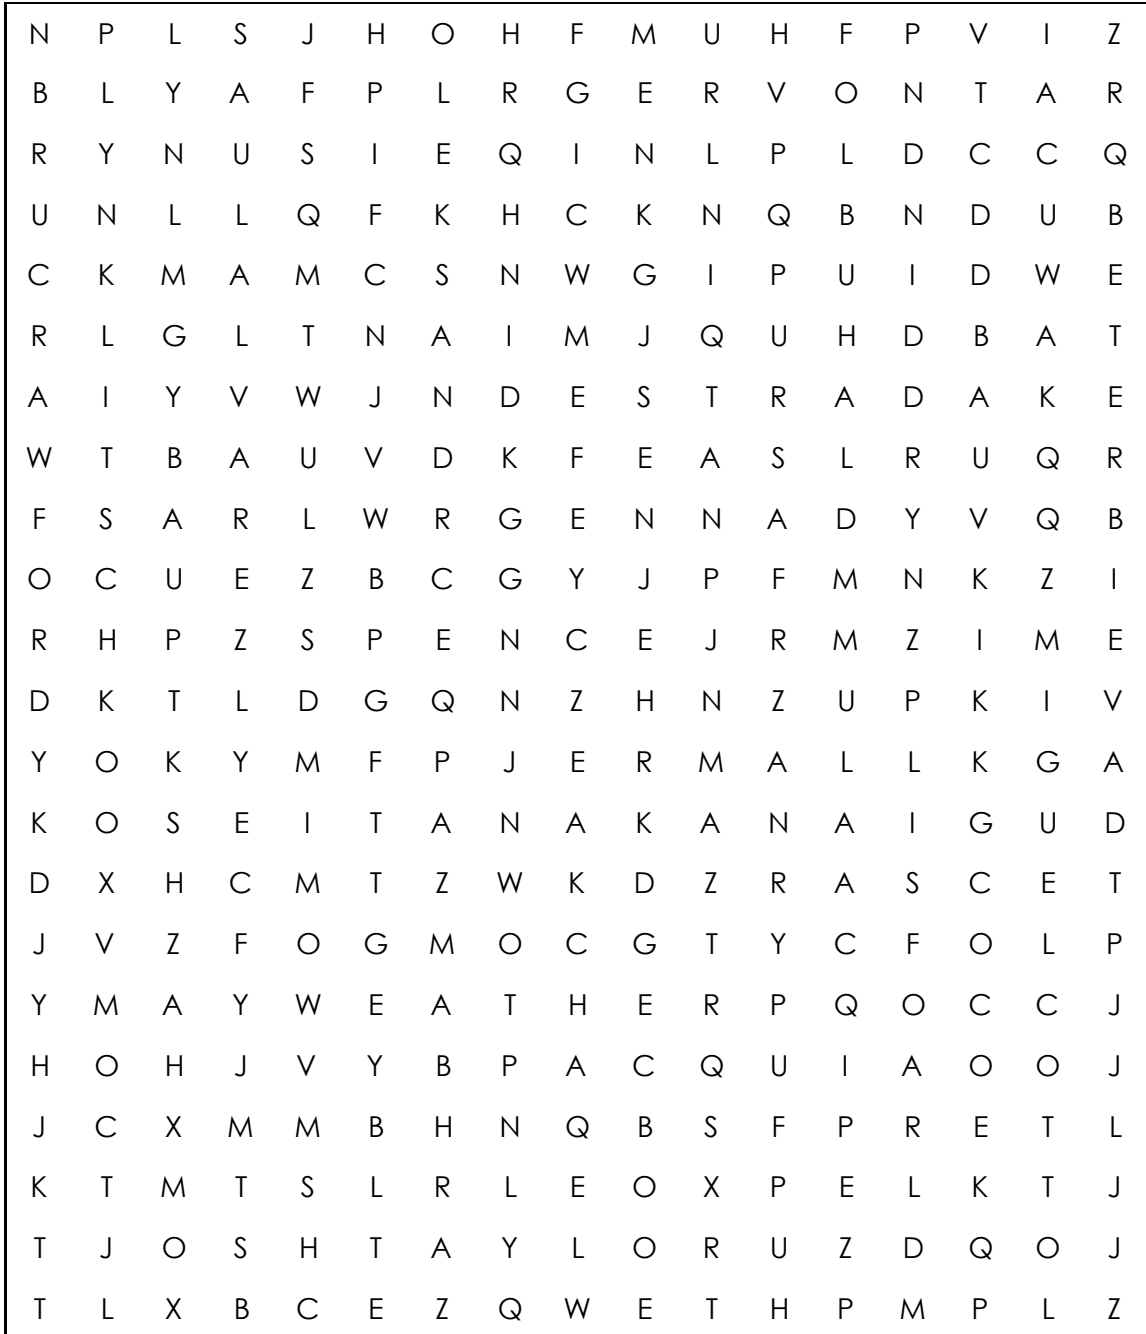 N P L S J H O H F M U H F P V I Z
B L Y A F P L R G E R V O N T A R
R Y N U S I E Q I N L P L D C C Q
U N L L Q F K H C K N Q B N D U B
C K M A M C S N W G I P U I D W E
R L G L T N A I M J Q U H D B A T
A I Y V W J N D E S T R A D A K E
W T B A U V D K F E A S L R U Q R
F S A R L W R G E N N A D Y V Q B
O C U E Z B C G Y J P F M N K Z I
R H P Z S P E N C E J R M Z I M E
D K T L D G Q N Z H N Z U P K I V
Y O K Y M F P J E R M A L L K G A
K O S E I T A N A K A N A I G U D
D X H C M T Z W K D Z R A S C E T
J V Z F O G M O C G T Y C F O L P
Y M A Y W E A T H E R P Q O C C J
H O H J V Y B P A C Q U I A O O J
J C X M M B H N Q B S F P R E T L
K T M T S L R L E O X P E L K T J
T J O S H T A Y L O R U Z D Q O J
T L X B C E Z Q W E T H P M P L Z